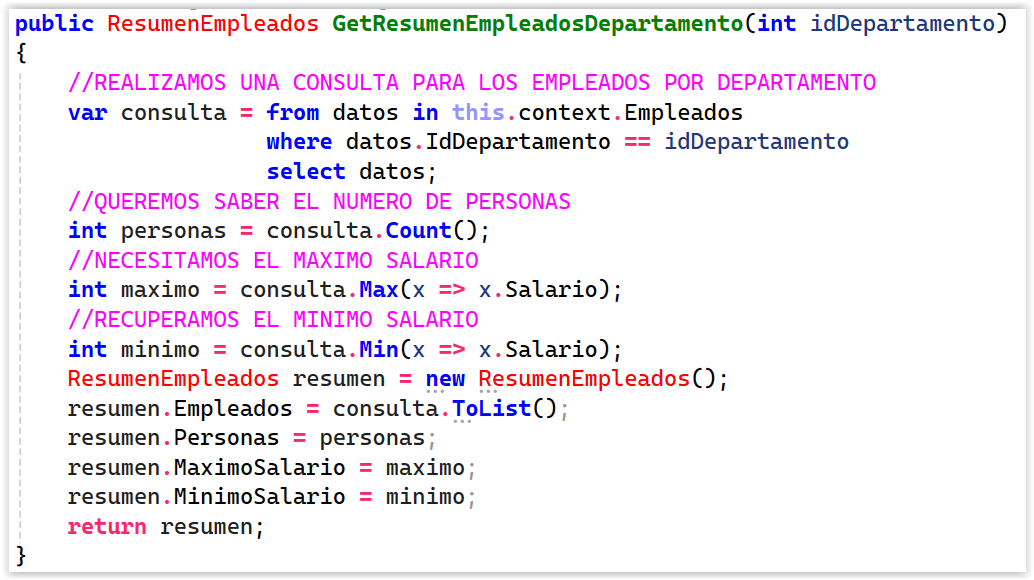 public ResumenEmpleados GetResumenEmpleadosDepartamento(int idDepartamento)
{
    //REALIZAMOS UNA CONSULTA PARA LOS EMPLEADOS POR DEPARTAMENTO
    var consulta = from datos in this.context.Empleados
                   where datos.IdDepartamento == idDepartamento
                   select datos;
    //QUEREMOS SABER EL NUMERO DE PERSONAS
    int personas = consulta.Count();
    //NECESITAMOS EL MAXIMO SALARIO
    int maximo = consulta.Max(x => x.Salario);
    //RECUPERAMOS EL MINIMO SALARIO
    int minimo = consulta.Min(x => x.Salario);
    ResumenEmpleados resumen = new ResumenEmpleados();
    resumen.Empleados = consulta.ToList();
    resumen.Personas = personas;
    resumen.MaximoSalario = maximo;
    resumen.MinimoSalario = minimo;
    return resumen;
}